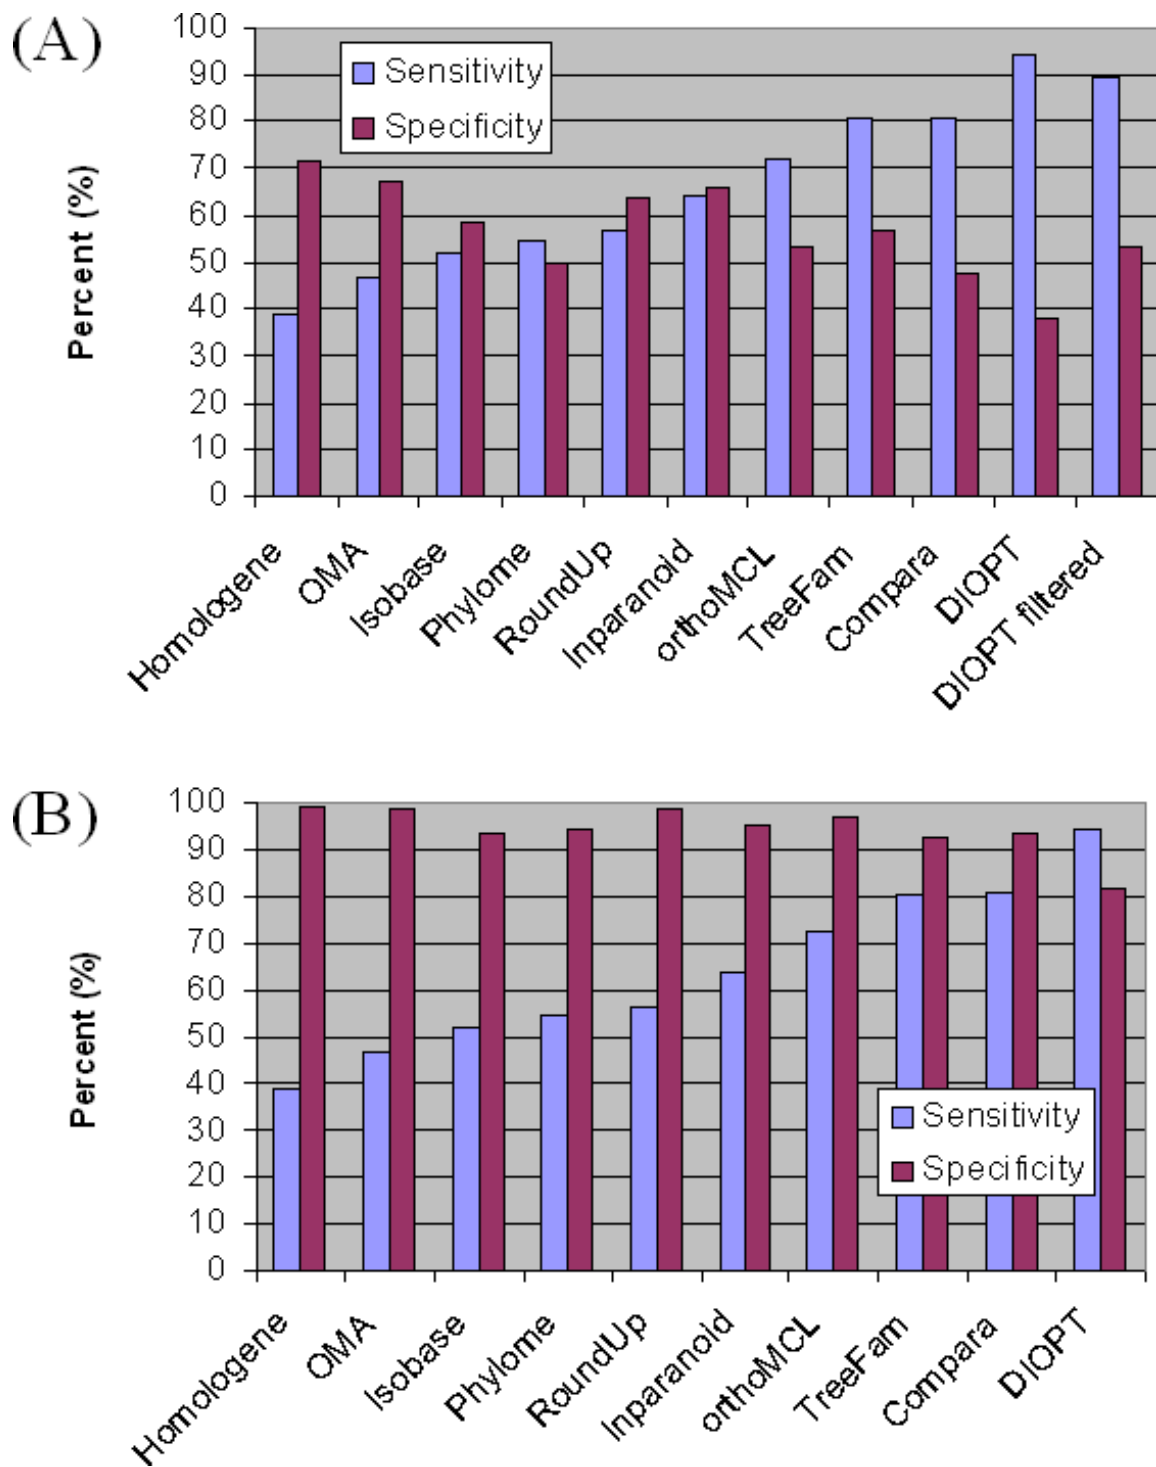 (A)
100
90
80
70
60
50
40
30
20
10
0
Percent (%)
Sensitivity
Specificity
Homologene
OMA
Isobase
Phylome
RoundUp
Inparanoid
orthoMCL
TreeFam
Compara
DIOPT
DIOPT filtered
(B)
100
90
80
70
60
50
40
30
20
10
0
Percent (%)
Sensitivity
Specificity
Homologene
OMA
Isobase
Phylome
RoundUp
Inparanoid
orthoMCL
TreeFam
Compara
DIOPT